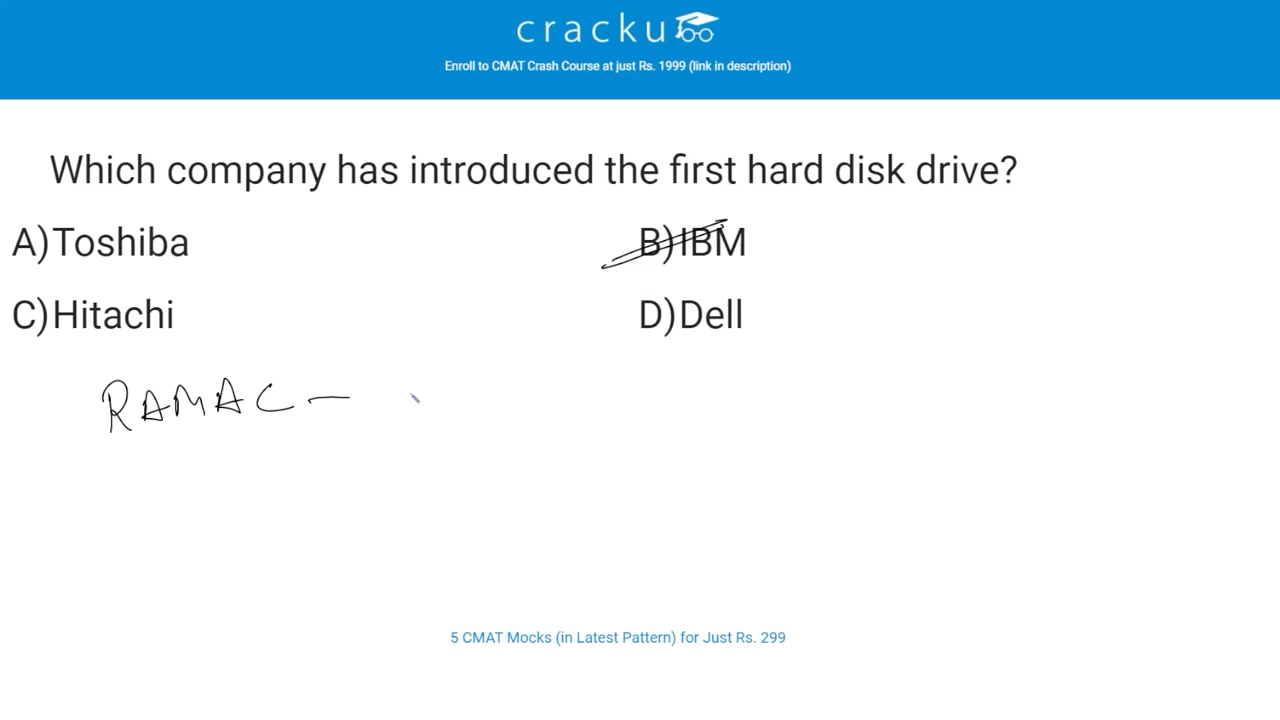 cracku
Enroll to CMAT Crash Course at just Rs. 1999 (link in description)
Which company has introduced the first hard disk drive?
A)Toshiba
B)IBM
C)Hitachi
D)Dell
RAMAC –
5 CMAT Mocks (in Latest Pattern) for Just Rs. 299